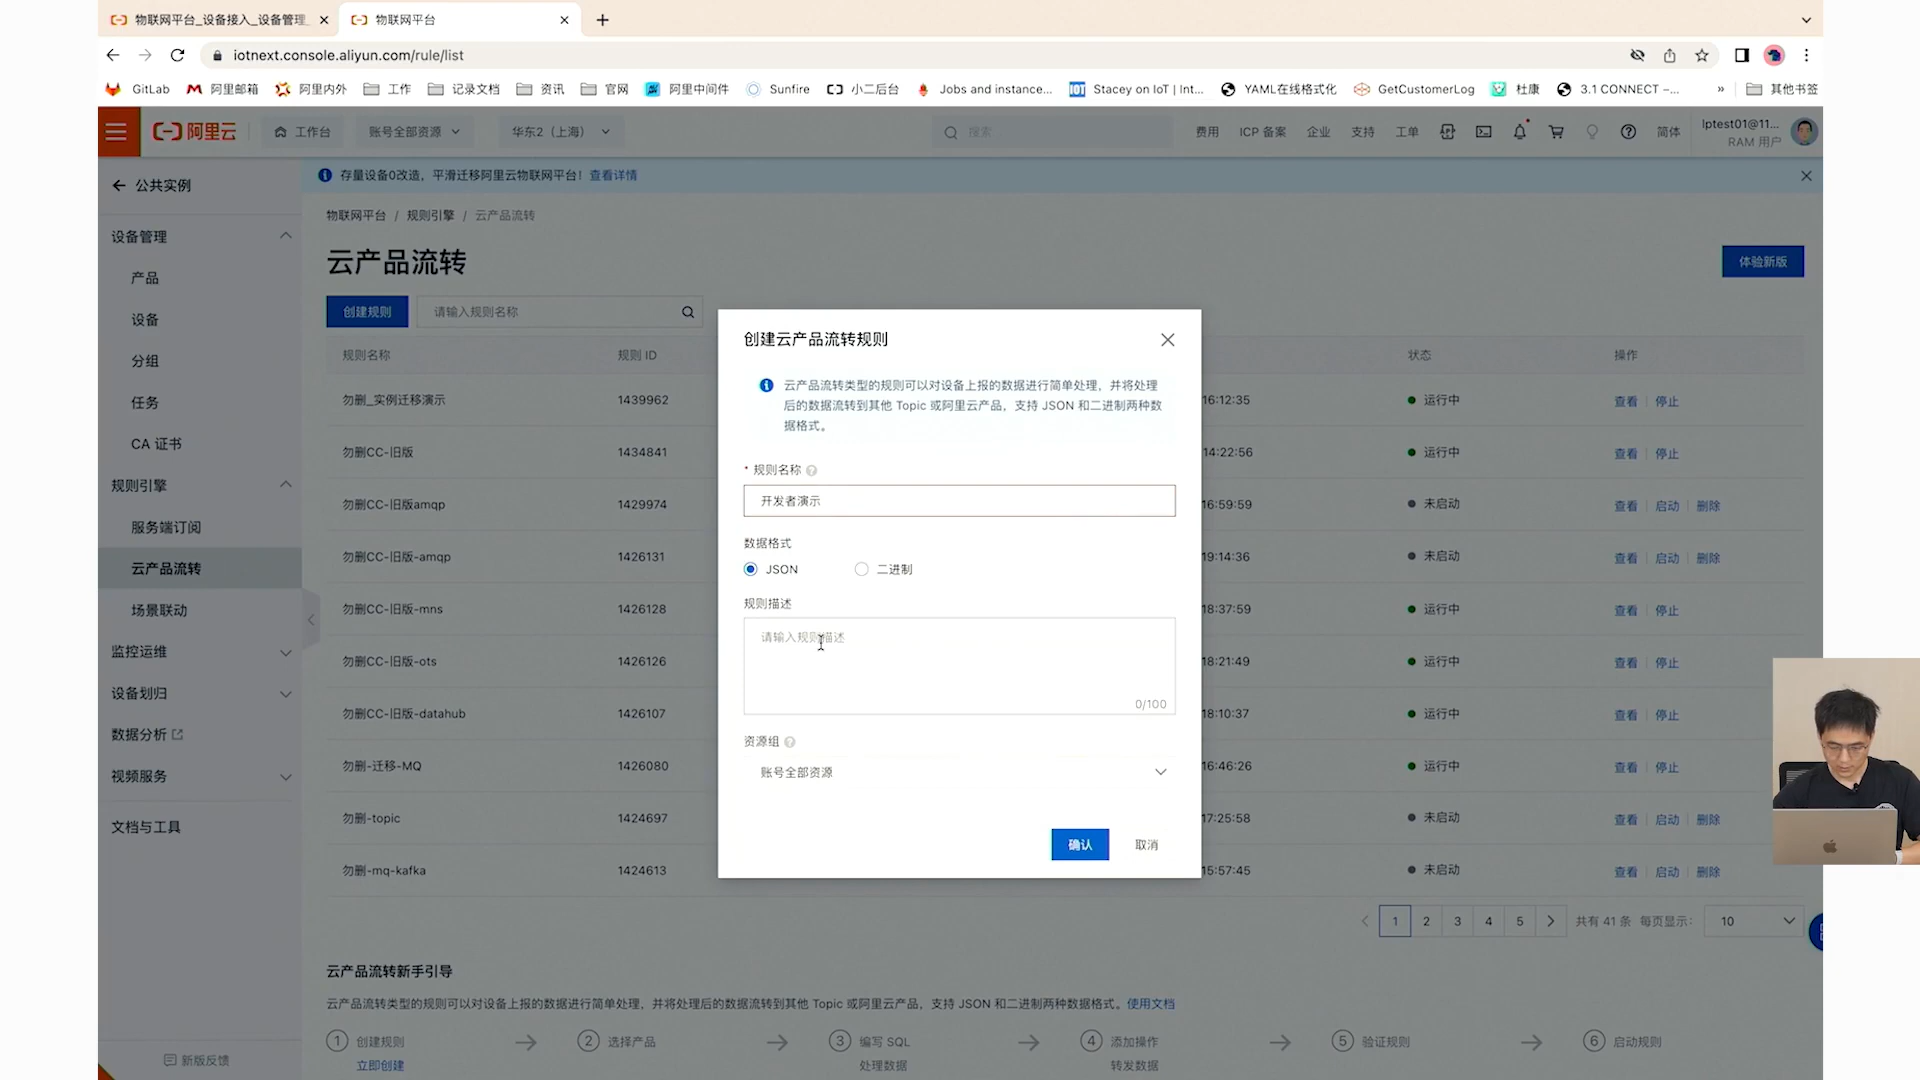 物联网平台_设备接入_设备管理
物联网平台
iotnext.console.aliyun.com/rule/list
GitLab 阿里邮箱 阿里内外 工作 记录文档 资讯 官网 阿里中间件 Sunfire 小二后台 Jobs and instance... Stacey on IoT | Int... YAML在线格式化 GetCustomerLog 杜康 3.1 CONNECT –... » 其他书签
阿里云 工作台 账号全部资源 华东2（上海） 搜索 费用 ICP 备案 企业 支持 工单 简体 lptest01@11...
RAM 用户
公共实例
存量设备0改造，平滑迁移阿里云物联网平台！ 查看详情
物联网平台 / 规则引擎 / 云产品流转
云产品流转
体验新版
设备管理
产品
设备
分组
任务
CA 证书
规则引擎
服务端订阅
云产品流转
场景联动
监控运维
设备划归
数据分析
视频服务
文档与工具
新版反馈
创建规则 请输入规则名称
规则名称 规则 ID 状态 操作
勿删_实例迁移演示 1439962 16:12:35 运行中 查看 停止
勿删CC-旧版 1434841 14:22:56 运行中 查看 停止
勿删CC-旧版amqp 1429974 16:59:59 未启动 查看 启动 删除
勿删CC-旧版-amqp 1426131 19:14:36 未启动 查看 启动 删除
勿删CC-旧版-mns 1426128 18:37:59 运行中 查看 停止
勿删CC-旧版-ots 1426126 18:21:49 运行中 查看 停止
勿删CC-旧版-datahub 1426107 18:10:37 运行中 查看 停止
勿删-迁移-MQ 1426080 16:46:26 运行中 查看 停止
勿删-topic 1424697 17:25:58 未启动 查看 启动 删除
勿删-mq-kafka 1424613 15:57:45 未启动 查看 启动 删除
创建云产品流转规则
云产品流转类型的规则可以对设备上报的数据进行简单处理，并将处理
后的数据流转到其他 Topic 或阿里云产品，支持 JSON 和二进制两种数
据格式。
* 规则名称
开发者演示
数据格式
JSON 二进制
规则描述
请输入规则描述
0/100
资源组
账号全部资源
确认 取消
1 2 3 4 5 共有 41 条 每页显示： 10
云产品流转新手引导
云产品流转类型的规则可以对设备上报的数据进行简单处理，并将处理后的数据流转到其他 Topic 或阿里云产品，支持 JSON 和二进制两种数据格式。使用文档
1 创建规则 2 选择产品 3 编写 SQL 4 添加操作 5 验证规则 6 启动规则
立即创建 处理数据 转发数据